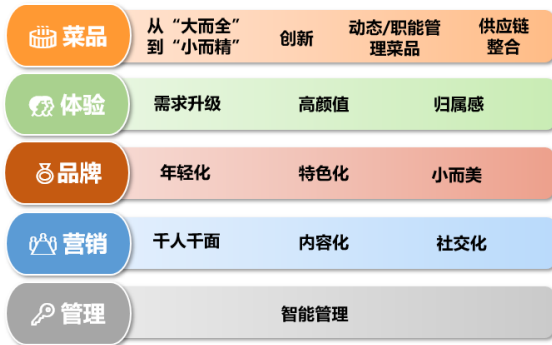 菜品
从“大而全”
到“小而精”
创新
动态/职能管
理菜品
供应链
整合
体验
需求升级
高颜值
归属感
品牌
年轻化
特色化
小而美
营销
千人千面
内容化
社交化
管理
智能管理